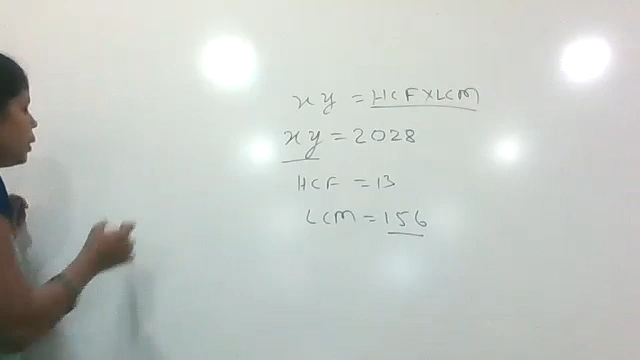 xy = HCF×LCM
xy = 2028
HCF = 13
LCM = 156